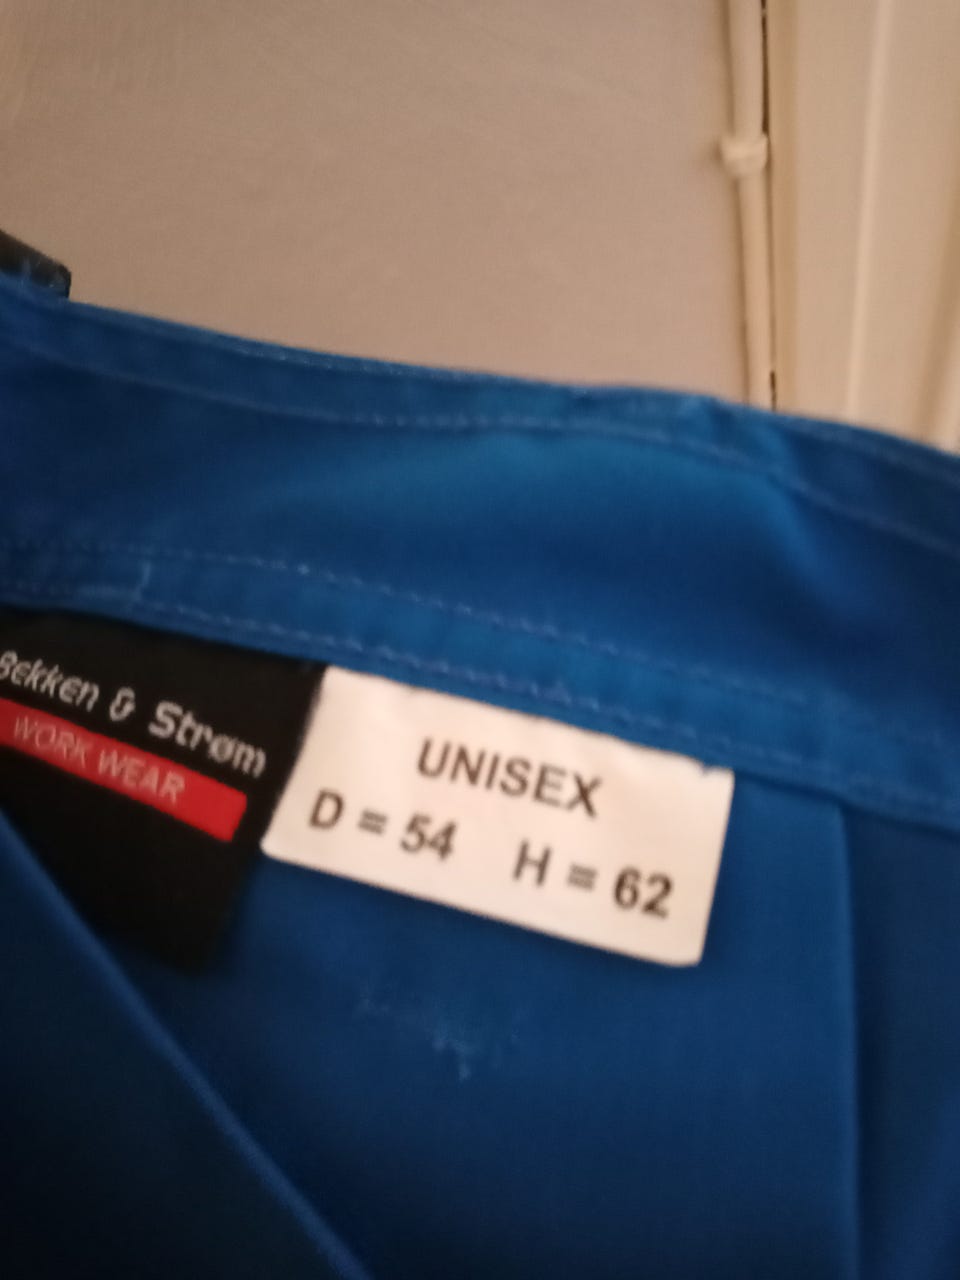 Bekken & Strøm
WORK WEAR
UNISEX
D = 54 H = 62